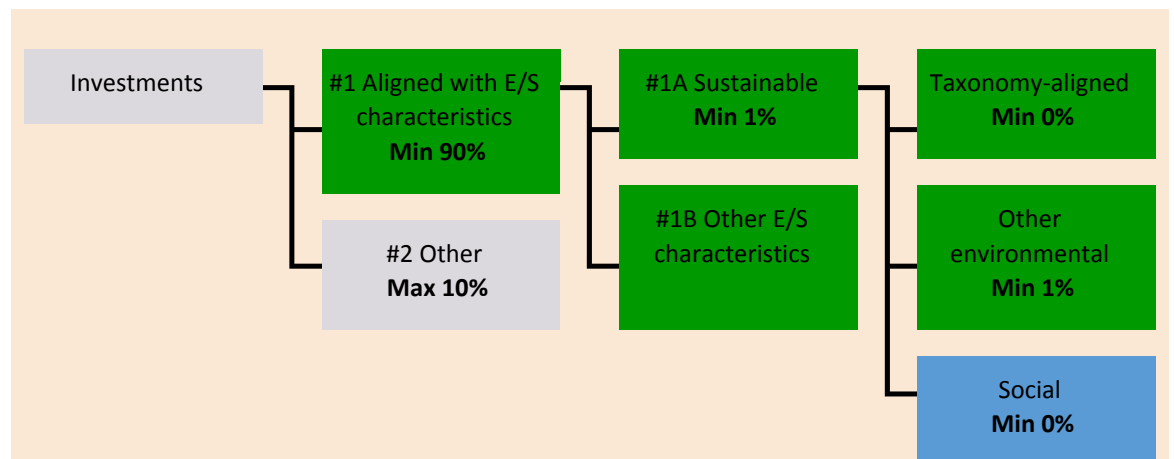 Investments
#1 Aligned with E/S
characteristics
Min 90%
#2 Other
Max 10%
#1A Sustainable
Min 1%
#1B Other E/S
characteristics
Taxonomy-aligned
Min 0%
Other
environmental
Min 1%
Social
Min 0%